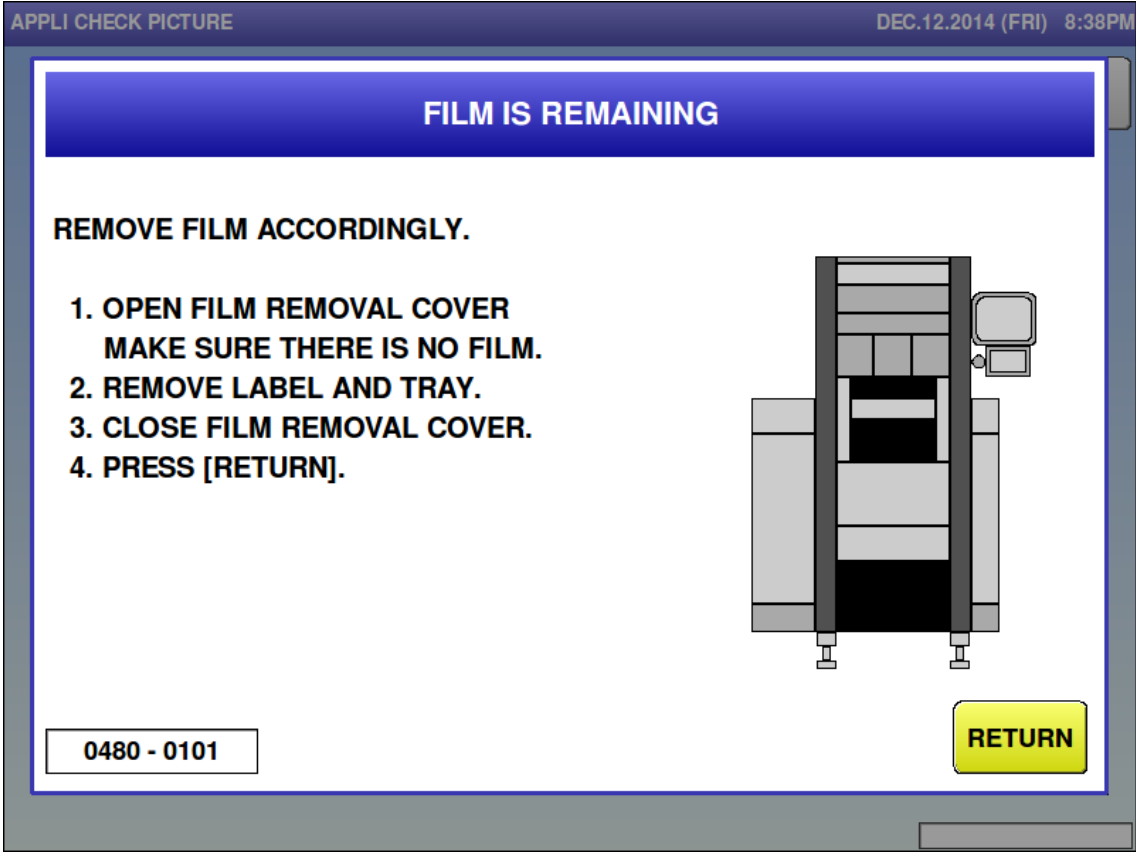 APPLI CHECK PICTURE
DEC.12.2014 (FRI) 8:38PM
FILM IS REMAINING
REMOVE FILM ACCORDINGLY.
1. OPEN FILM REMOVAL COVER
MAKE SURE THERE IS NO FILM.
2. REMOVE LABEL AND TRAY.
3. CLOSE FILM REMOVAL COVER.
4. PRESS [RETURN].
0480 - 0101
RETURN